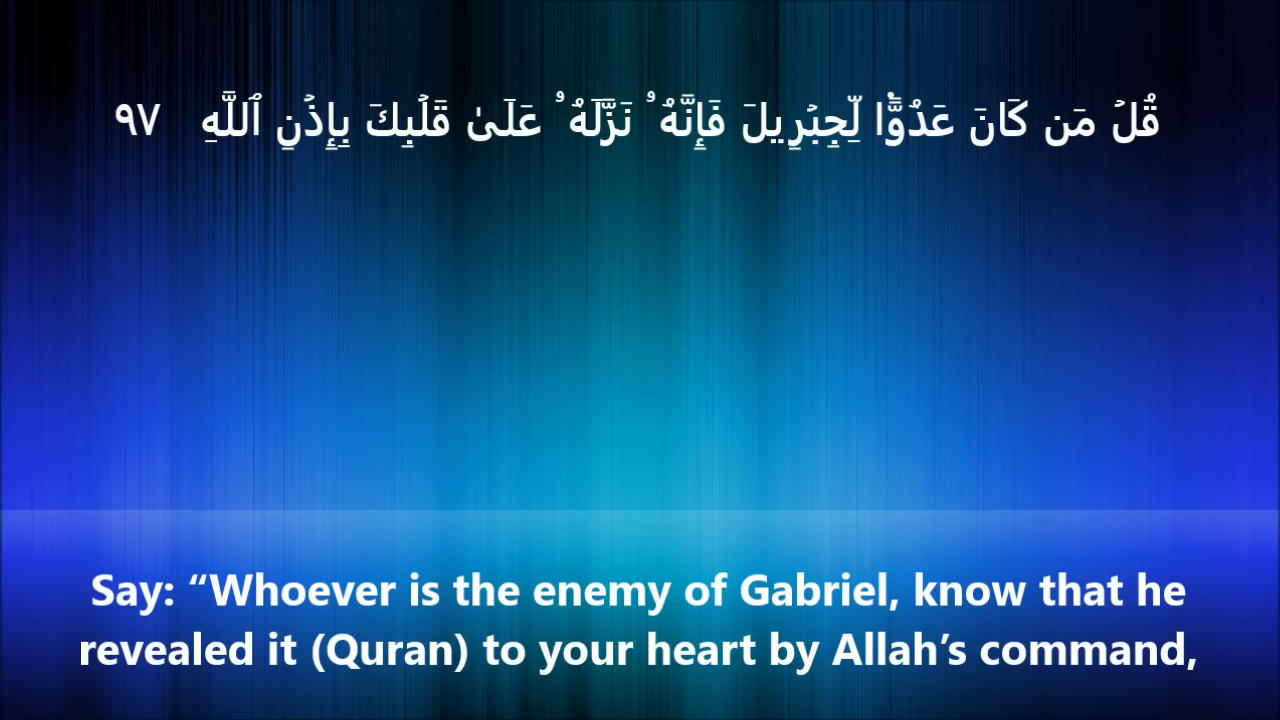 قُلۡ مَن كَانَ عَدُوّٗا لِّجِبۡرِيلَ فَإِنَّهُۥ نَزَّلَهُۥ عَلَىٰ قَلۡبِكَ بِإِذۡنِ ٱللَّهِ ٩٧
Say: “Whoever is the enemy of Gabriel, know that he
revealed it (Quran) to your heart by Allah’s command,